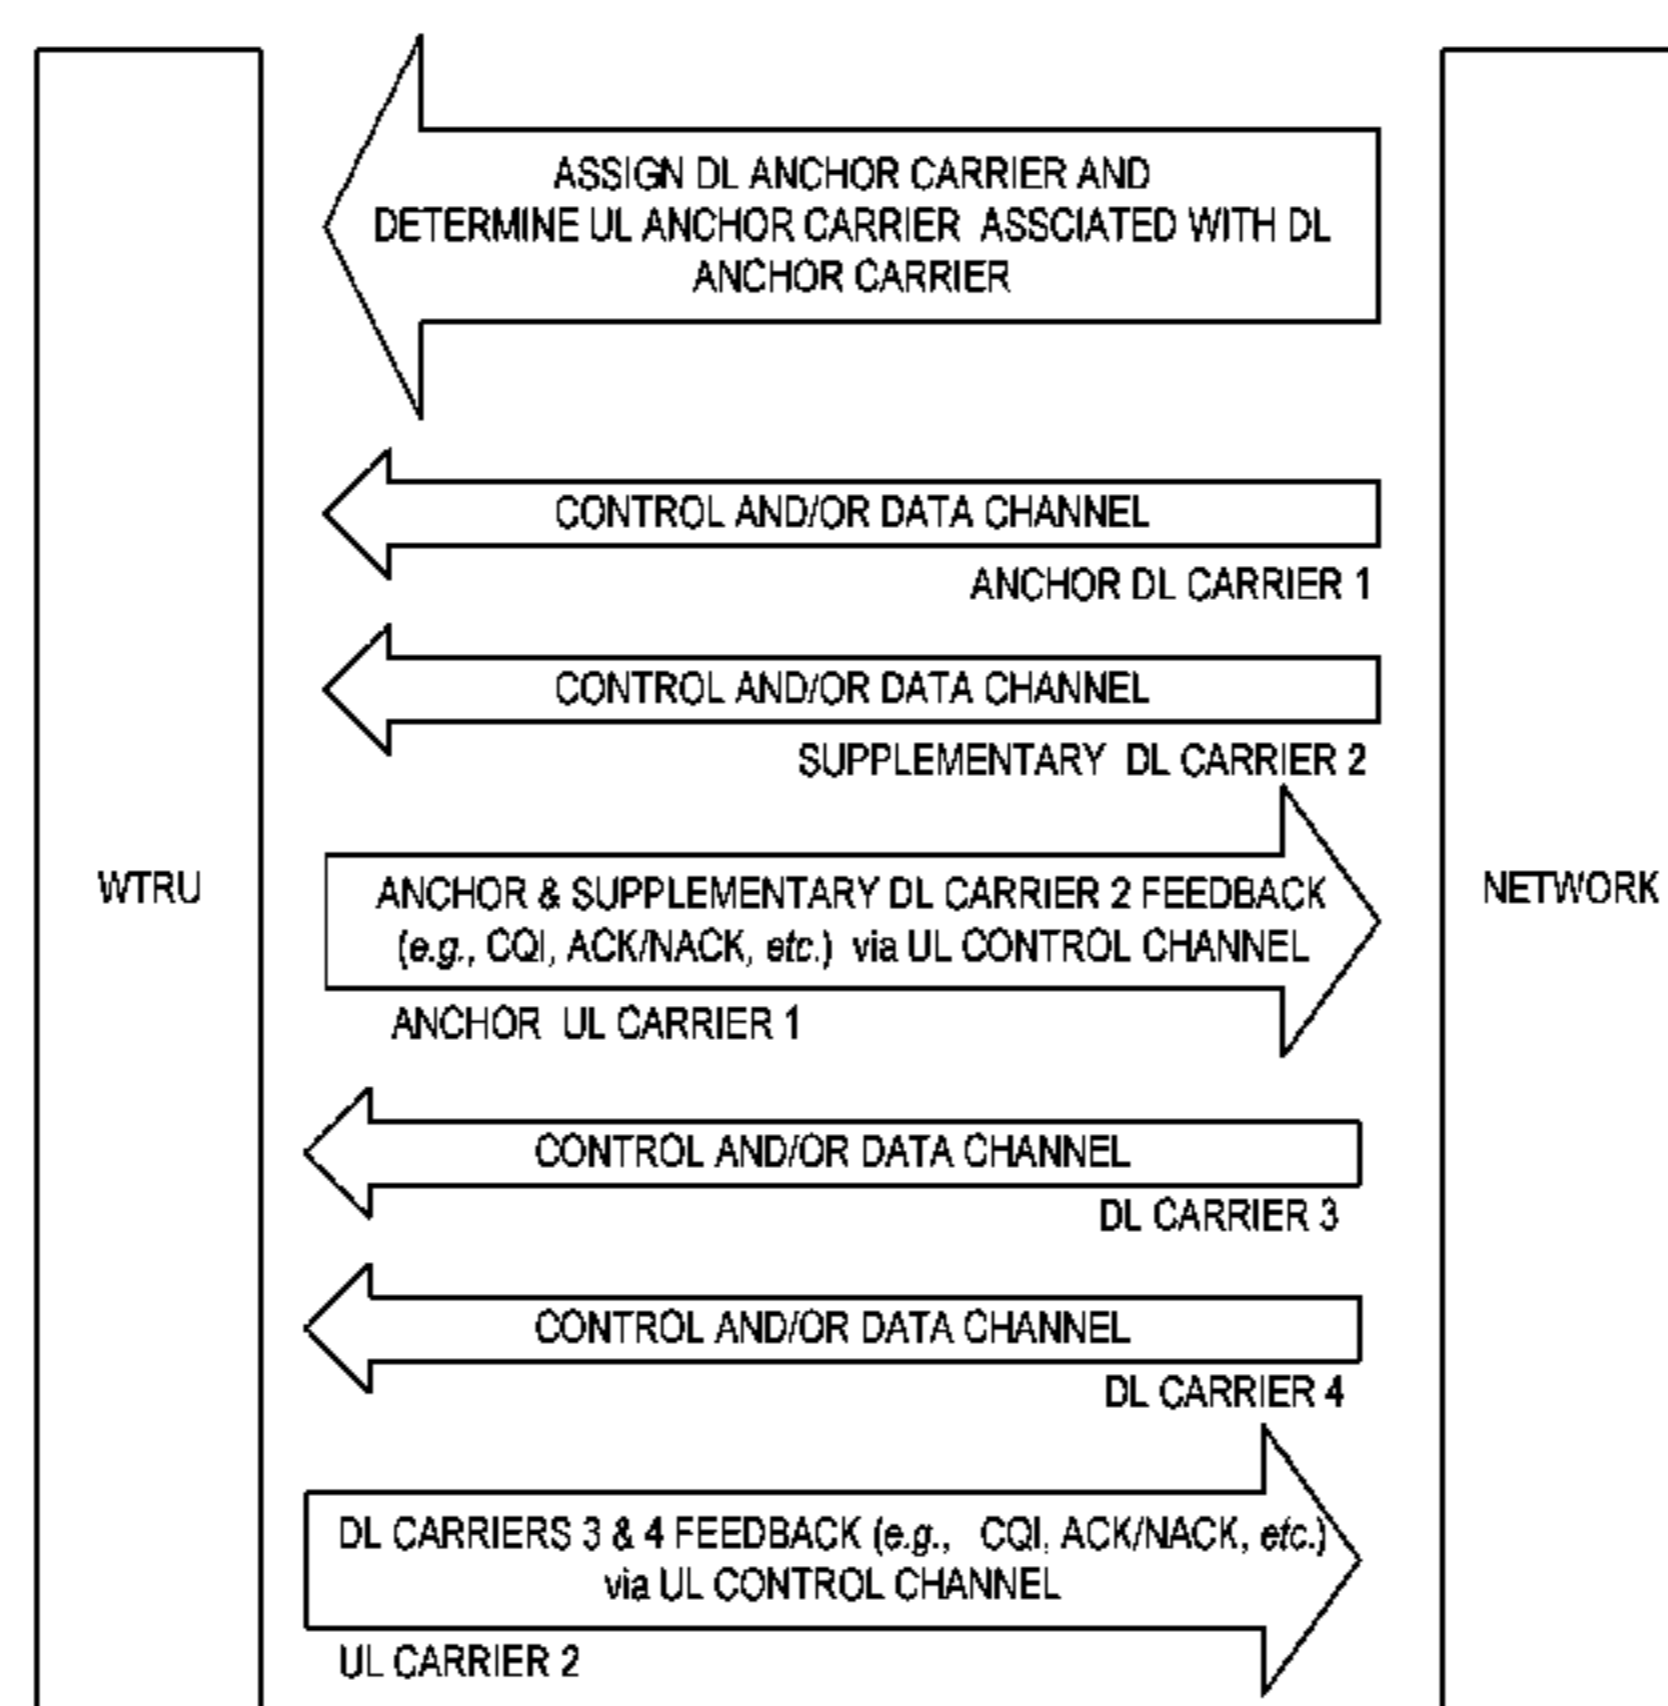 ASSIGN DL ANCHOR CARRIER AND
DETERMINE UL ANCHOR CARRIER ASSCIATED WITH DL
ANCHOR CARRIER
CONTROL AND/OR DATA CHANNEL
ANCHOR DL CARRIER 1
CONTROL AND/OR DATA CHANNEL
SUPPLEMENTARY DL CARRIER 2
WTRU
ANCHOR & SUPPLEMENTARY DL CARRIER 2 FEEDBACK
(e.g., CQI, ACK/NACK, etc.) via UL CONTROL CHANNEL
NETWORK
ANCHOR UL CARRIER 1
CONTROL AND/OR DATA CHANNEL
DL CARRIER 3
CONTROL AND/OR DATA CHANNEL
DL CARRIER 4
DL CARRIERS 3 & 4 FEEDBACK (e.g., CQI, ACK/NACK, etc.)
via UL CONTROL CHANNEL
UL CARRIER 2